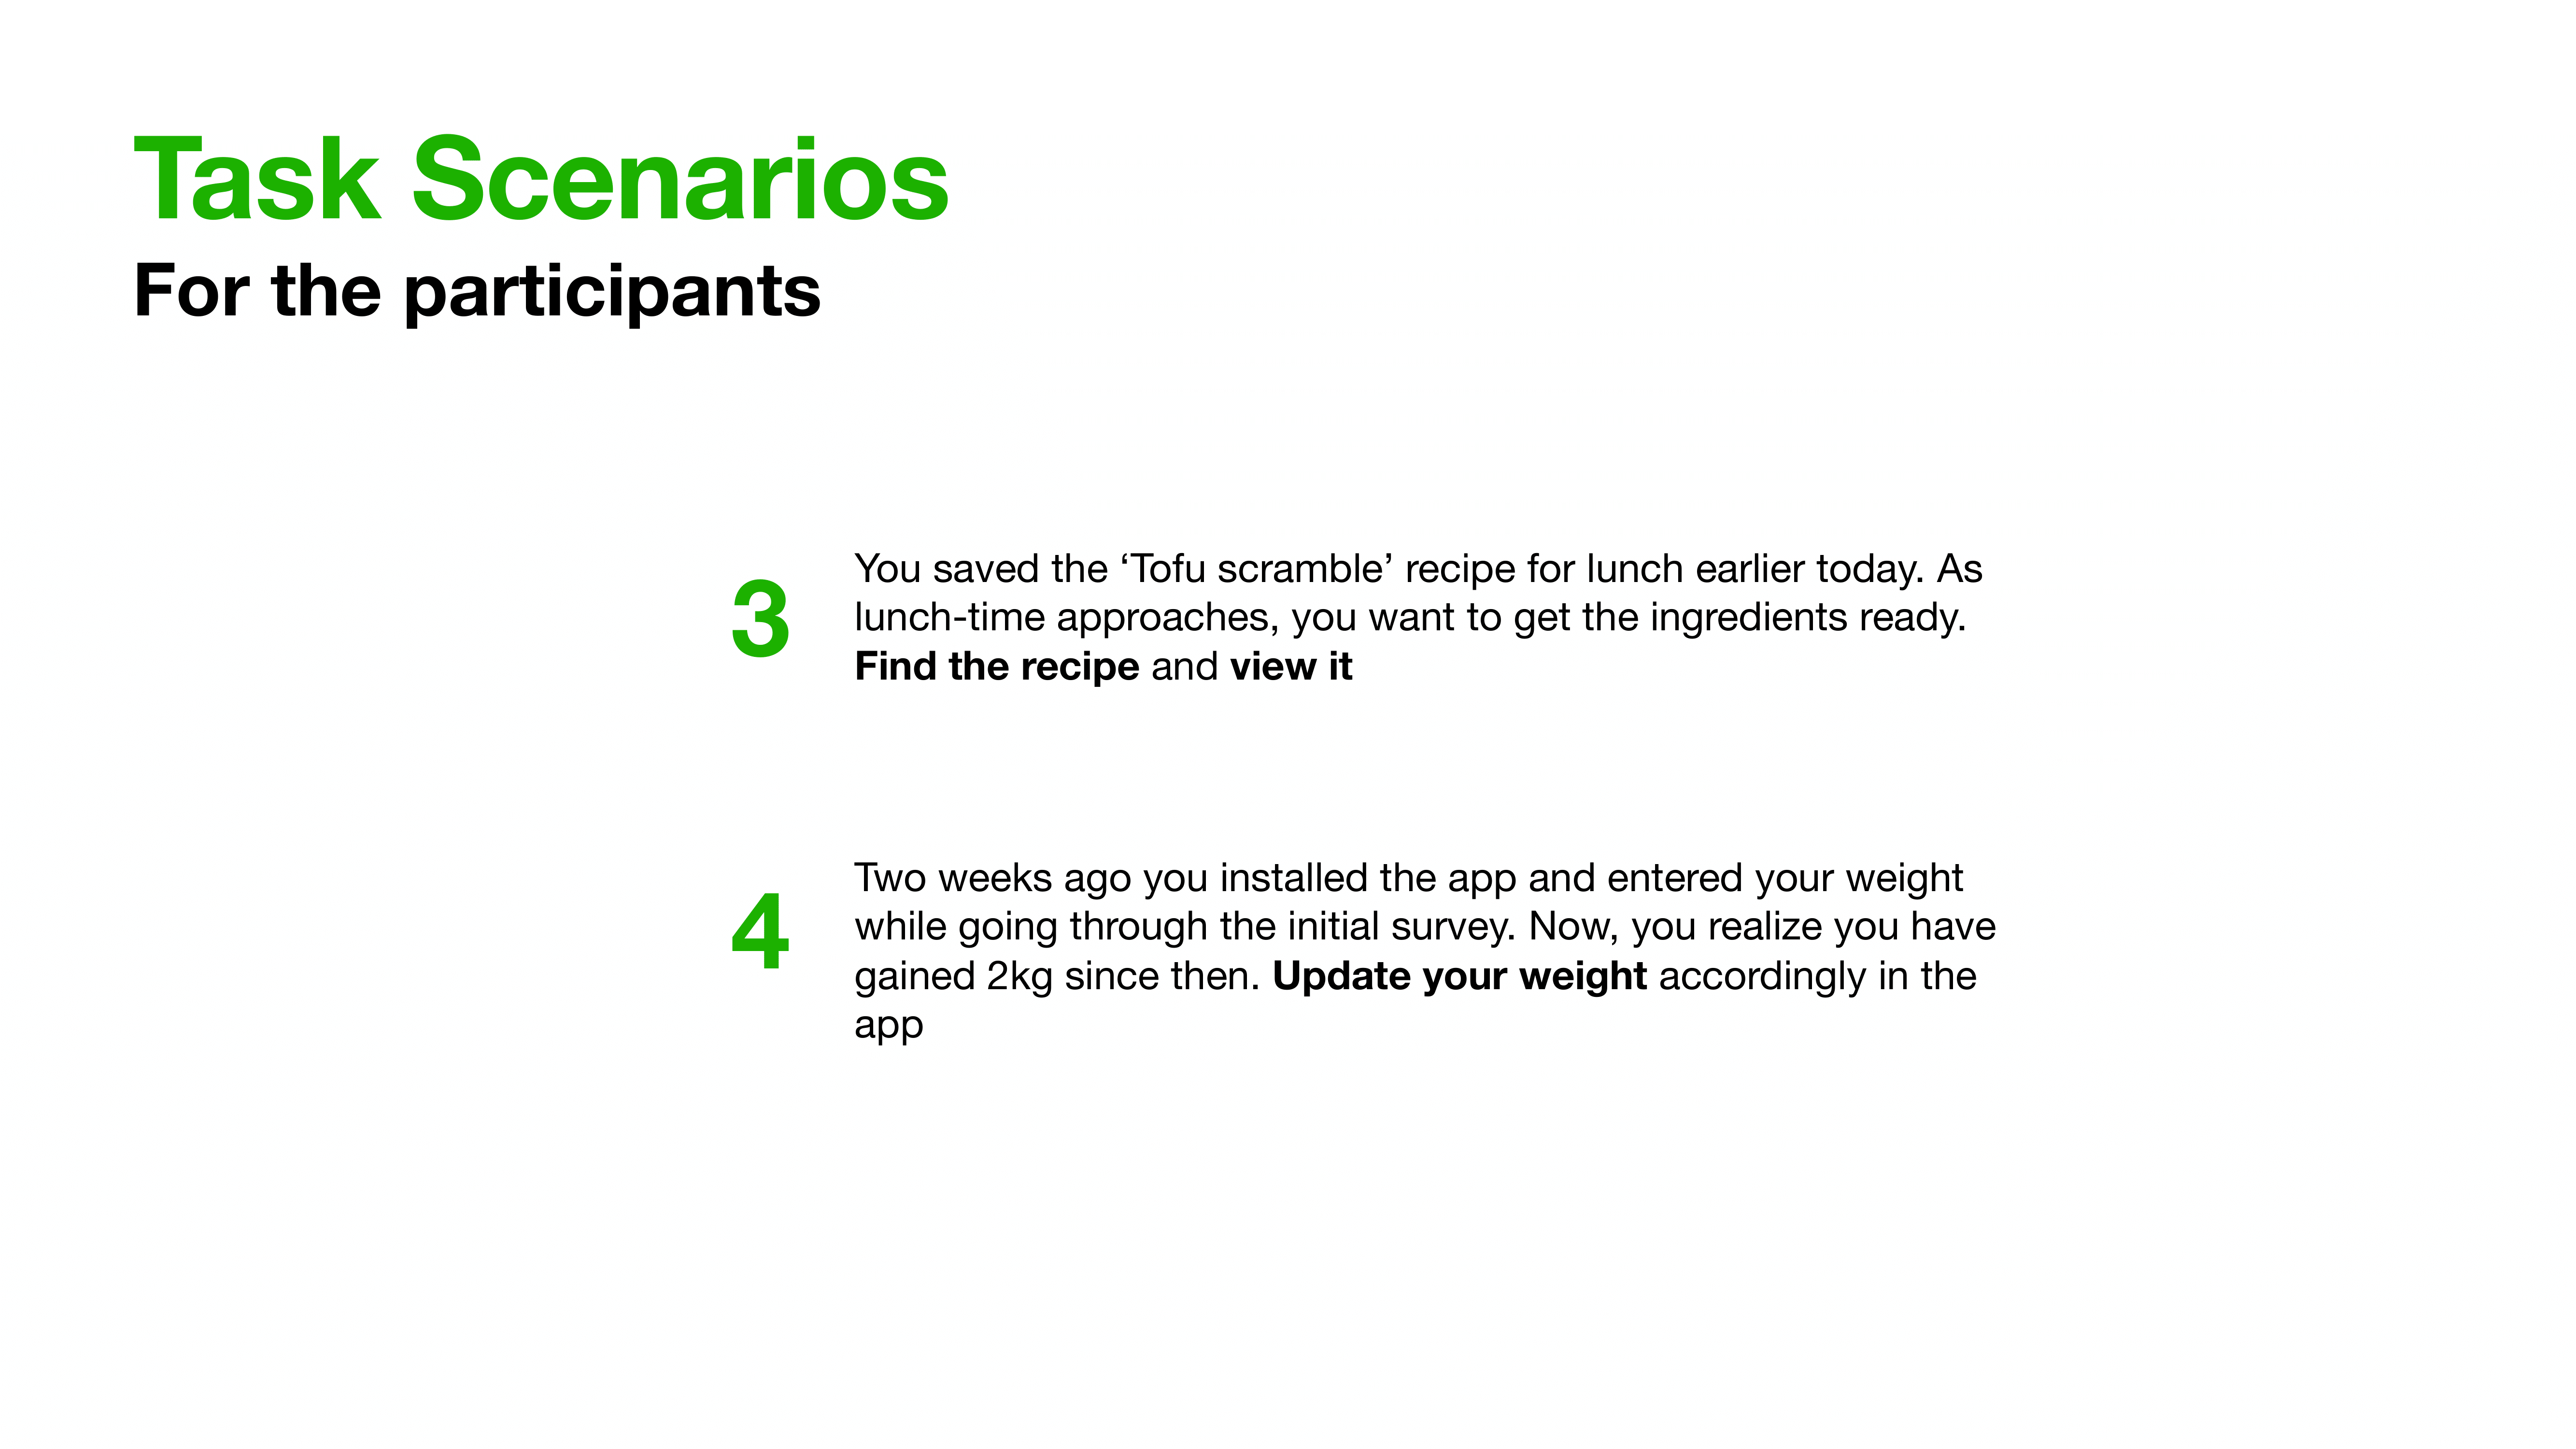 Task Scenarios
For the participants
3
You saved the ‘Tofu scramble’ recipe for lunch earlier today. As
lunch-time approaches, you want to get the ingredients ready.
Find the recipe and view it
4
Two weeks ago you installed the app and entered your weight
while going through the initial survey. Now, you realize you have
gained 2kg since then. Update your weight accordingly in the
app